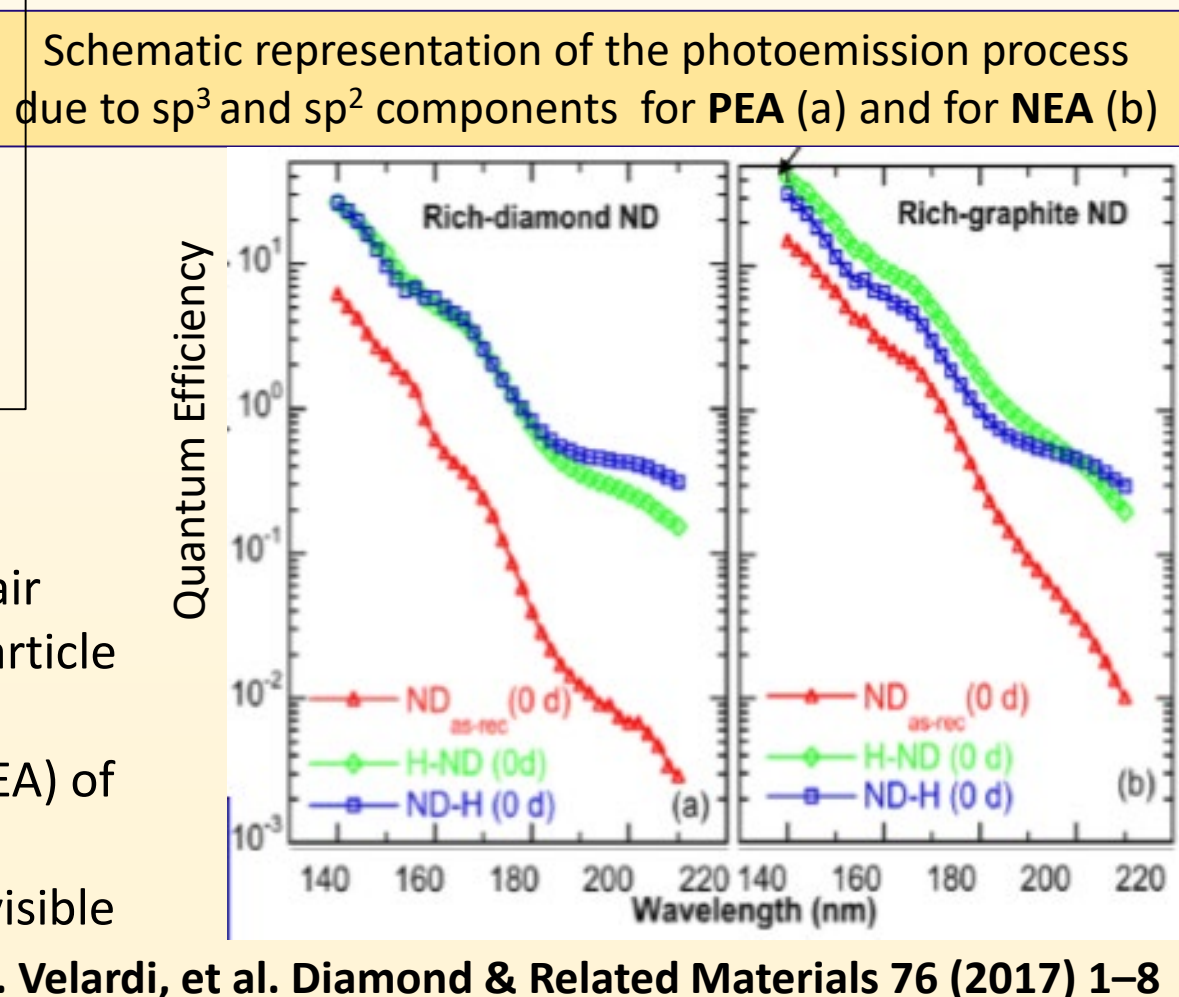 Schematic representation of the photoemission process
due to sp³ and sp² components for PEA (a) and for NEA (b)
air
article
EA) of
visible
Quantum Efficiency
10¹
10⁰
10⁻¹
10⁻²
10⁻³
Rich-diamond ND
ND as-rec (0 d)
H-ND (0d)
ND-H (0 d)
(a)
140 160 180 200 220
Rich-graphite ND
ND as-rec (0 d)
H-ND (0 d)
ND-H (0 d)
(b)
140 160 180 200 220
Wavelength (nm)
. Velardi, et al. Diamond & Related Materials 76 (2017) 1–8